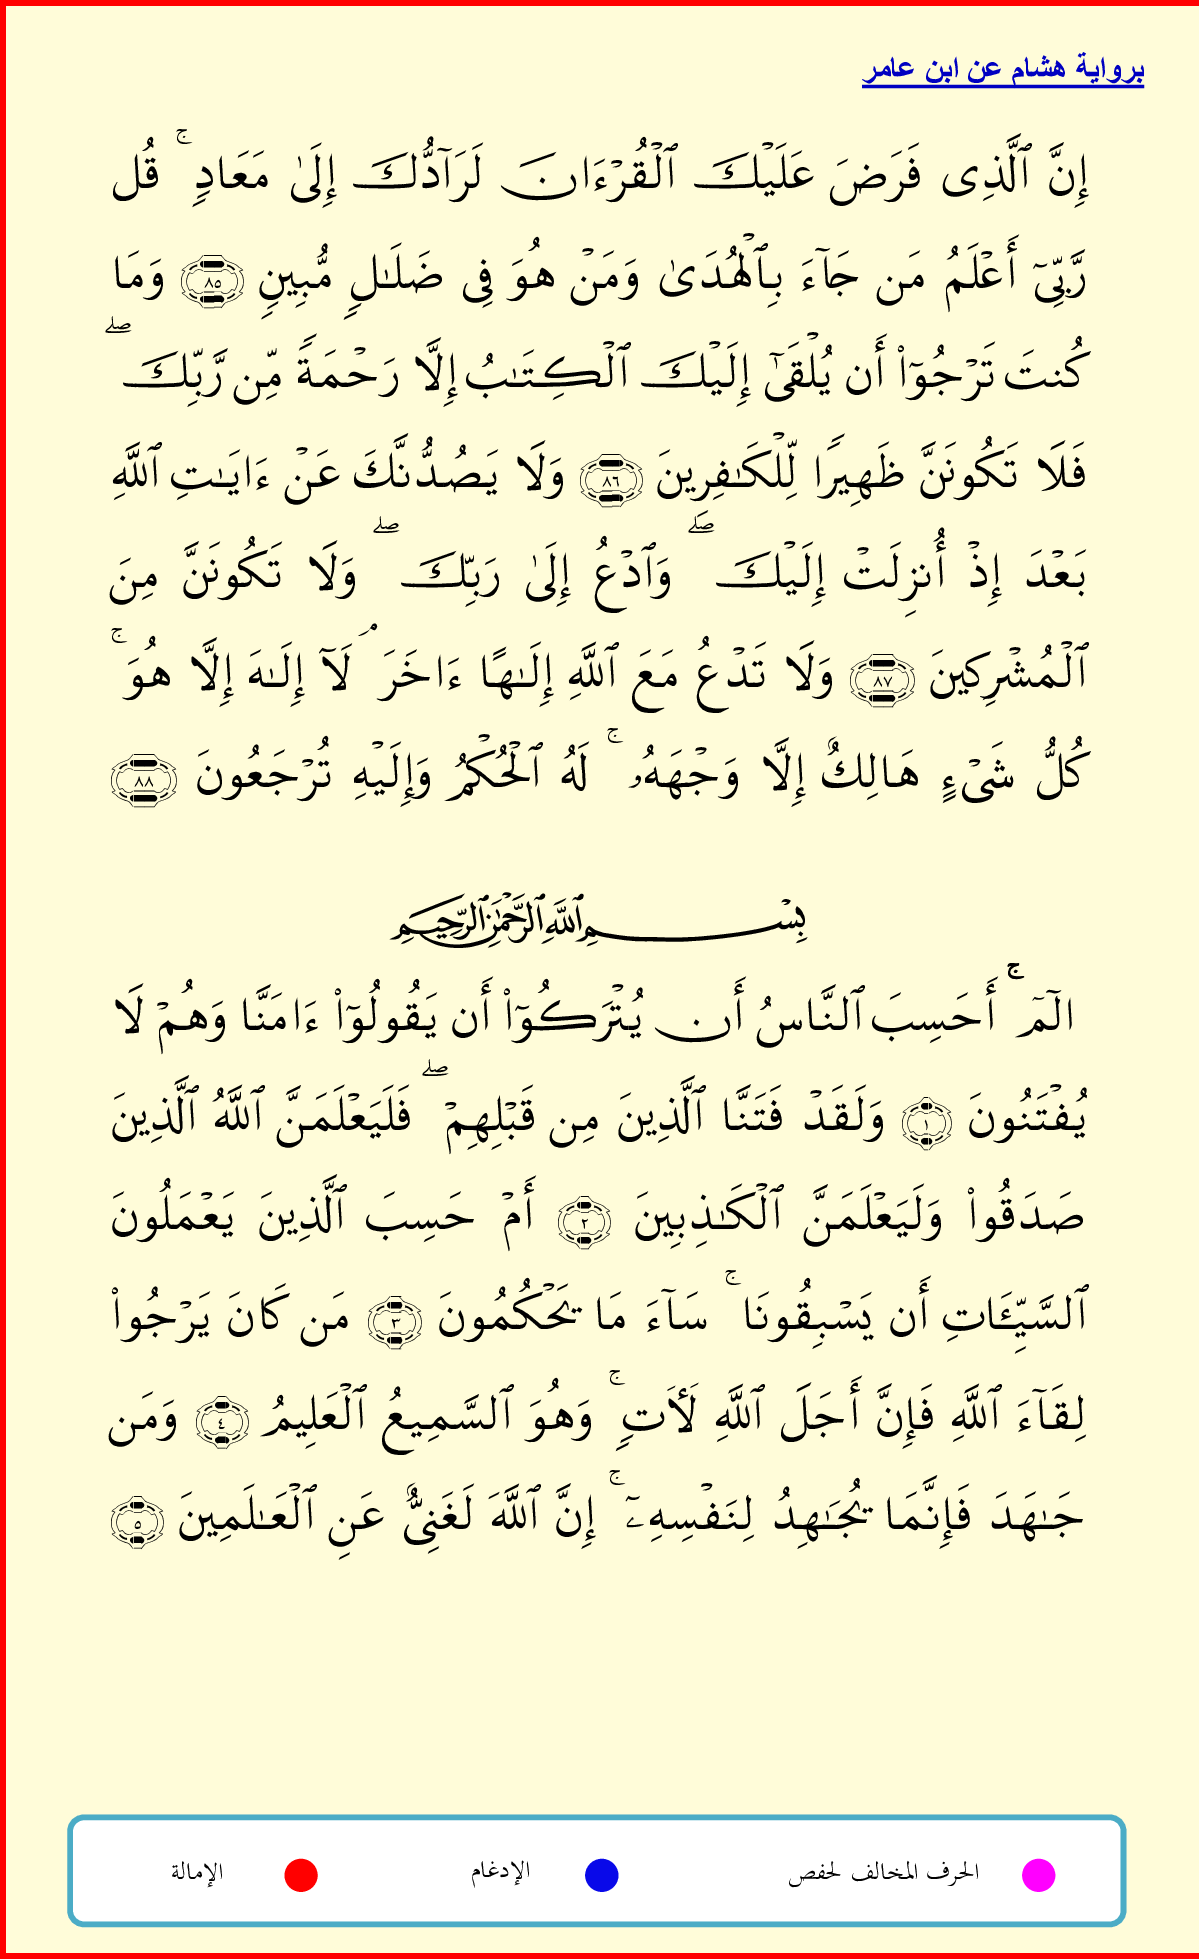 برواية هشام عن ابن عامر
إِنَّ ٱلَّذِى فَرَضَ عَلَيۡكَ ٱلۡقُرۡءَانَ لَرَآدُّكَ إِلَىٰ مَعَادٖۚ قُل
رَّبِّىٓ أَعۡلَمُ مَن جَآءَ بِٱلۡهُدَىٰ وَمَنۡ هُوَ فِى ضَلَٰلٖ مُّبِينٖ ٨٥ وَمَا
كُنتَ تَرۡجُوٓاْ أَن يُلۡقَىٰٓ إِلَيۡكَ ٱلۡكِتَٰبُ إِلَّا رَحۡمَةٗ مِّن رَّبِّكَۖ
فَلَا تَكُونَنَّ ظَهِيرٗا لِّلۡكَٰفِرِينَ ٨٦ وَلَا يَصُدُّنَّكَ عَنۡ ءَايَٰتِ ٱللَّهِ
بَعۡدَ إِذۡ أُنزِلَتۡ إِلَيۡكَۖ وَٱدۡعُ إِلَىٰ رَبِّكَۖ وَلَا تَكُونَنَّ مِنَ
ٱلۡمُشۡرِكِينَ ٨٧ وَلَا تَدۡعُ مَعَ ٱللَّهِ إِلَٰهًا ءَاخَرَۘ لَآ إِلَٰهَ إِلَّا هُوَۚ
كُلُّ شَىۡءٍ هَالِكٌ إِلَّا وَجۡهَهُۥۚ لَهُ ٱلۡحُكۡمُ وَإِلَيۡهِ تُرۡجَعُونَ ٨٨
بِسۡمِ ٱللَّهِ ٱلرَّحۡمَٰنِ ٱلرَّحِيمِ
الٓمٓۚ أَحَسِبَ ٱلنَّاسُ أَن يُتۡرَكُوٓاْ أَن يَقُولُوٓاْ ءَامَنَّا وَهُمۡ لَا
يُفۡتَنُونَ ١ وَلَقَدۡ فَتَنَّا ٱلَّذِينَ مِن قَبۡلِهِمۡۖ فَلَيَعۡلَمَنَّ ٱللَّهُ ٱلَّذِينَ
صَدَقُواْ وَلَيَعۡلَمَنَّ ٱلۡكَٰذِبِينَ ٢ أَمۡ حَسِبَ ٱلَّذِينَ يَعۡمَلُونَ
ٱلسَّيِّـَٔاتِ أَن يَسۡبِقُونَاۚ سَآءَ مَا يَحۡكُمُونَ ٣ مَن كَانَ يَرۡجُواْ
لِقَآءَ ٱللَّهِ فَإِنَّ أَجَلَ ٱللَّهِ لَأٓتٖۚ وَهُوَ ٱلسَّمِيعُ ٱلۡعَلِيمُ ٤ وَمَن
جَٰهَدَ فَإِنَّمَا يُجَٰهِدُ لِنَفۡسِهِۦٓۚ إِنَّ ٱللَّهَ لَغَنِىٌّ عَنِ ٱلۡعَٰلَمِينَ ٥
الحرف المخالف لحفص الإدغام الإمالة